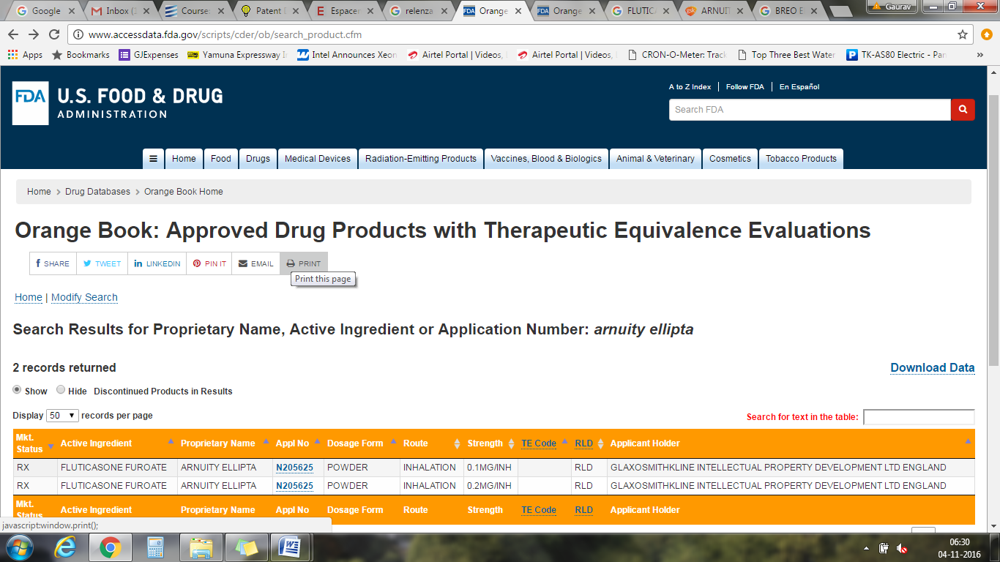 Google Inbox (1 Course: Patent Espacen relenza Orange Orange FLUTIC ARNUI BREO E Gaurav
www.accessdata.fda.gov/scripts/cder/ob/search_product.cfm
Apps Bookmarks GJExpenses Yamuna Expressway Intel Announces Xeon Airtel Portal | Videos, Airtel Portal | Videos, CRON-O-Meter: Track Top Three Best Water TK-AS80 Electric - Pan »
FDA U.S. FOOD & DRUG
ADMINISTRATION
A to Z Index Follow FDA En Español
Search FDA
Home Food Drugs Medical Devices Radiation-Emitting Products Vaccines, Blood & Biologics Animal & Veterinary Cosmetics Tobacco Products
Home > Drug Databases > Orange Book Home
Orange Book: Approved Drug Products with Therapeutic Equivalence Evaluations
SHARE TWEET LINKEDIN PIN IT EMAIL PRINT
Print this page
Home | Modify Search
Search Results for Proprietary Name, Active Ingredient or Application Number: arnuity ellipta
2 records returned
Download Data
Show Hide Discontinued Products in Results
Display 50 records per page
Search for text in the table:
Mkt. Status Active Ingredient Proprietary Name Appl No Dosage Form Route Strength TE Code RLD Applicant Holder
RX FLUTICASONE FUROATE ARNUITY ELLIPTA N205625 POWDER INHALATION 0.1MG/INH RLD GLAXOSMITHKLINE INTELLECTUAL PROPERTY DEVELOPMENT LTD ENGLAND
RX FLUTICASONE FUROATE ARNUITY ELLIPTA N205625 POWDER INHALATION 0.2MG/INH RLD GLAXOSMITHKLINE INTELLECTUAL PROPERTY DEVELOPMENT LTD ENGLAND
Mkt. Status Active Ingredient Proprietary Name Appl No Dosage Form Route Strength TE Code RLD Applicant Holder
javascript:window.print();
06:30
04-11-2016